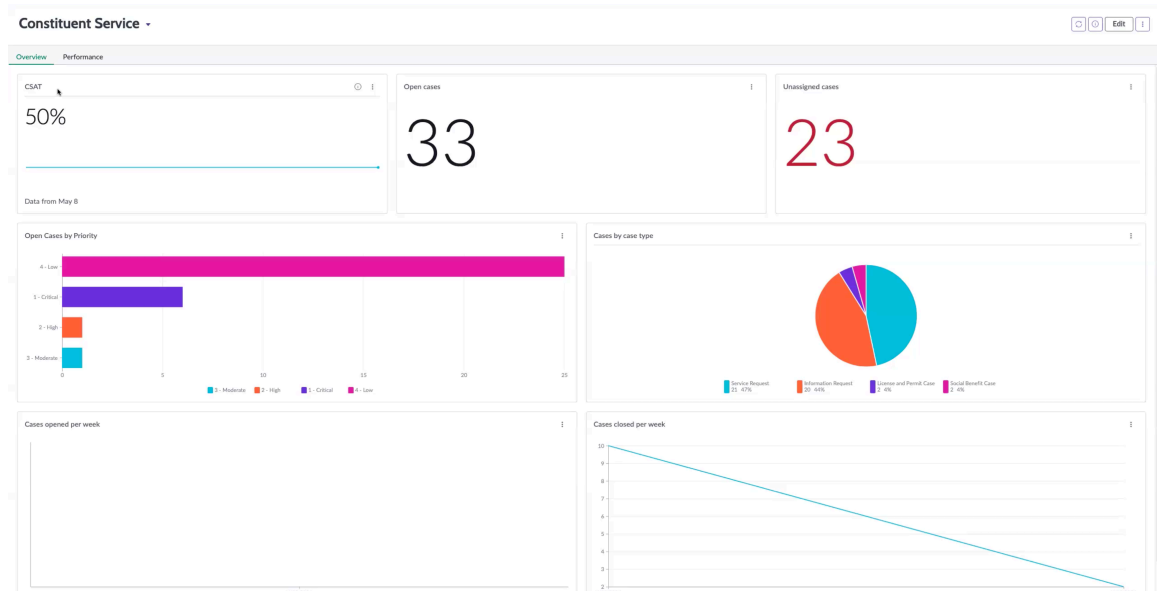 Constituent Service
Edit
Overview Performance
CSAT
50%
Data from May 8
Open cases
33
Unassigned cases
23
Open Cases by Priority
4 - Low
1 - Critical
2 - High
3 - Moderate
0 5 10 15 20 25
3 - Moderate 2 - High 1 - Critical 4 - Low
Cases by case type
Service Request Information Request License and Permit Case Social Benefit Case
21 47% 20 44% 2 4% 2 4%
Cases opened per week
Cases closed per week
10
9
8
7
6
5
4
3
2